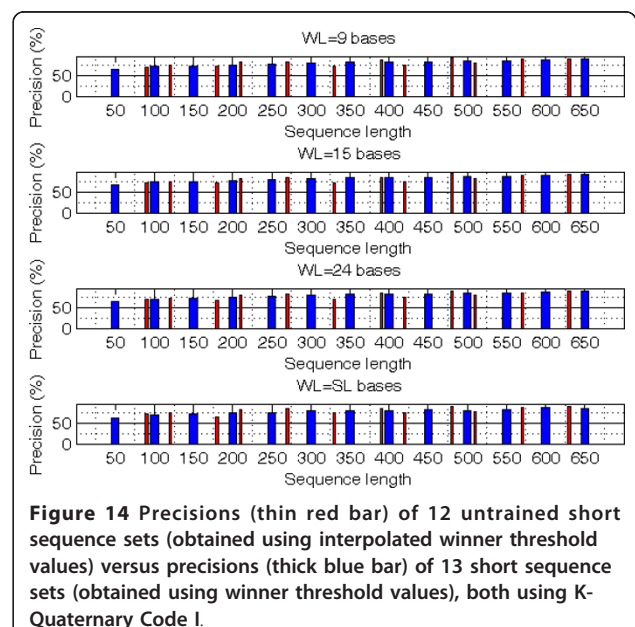 WL=9 bases
Precision (%)
50
0
50 100 150 200 250 300 350 400 450 500 550 600 650
Sequence length
WL=15 bases
Precision (%)
50
0
50 100 150 200 250 300 350 400 450 500 550 600 650
Sequence length
WL=24 bases
Precision (%)
50
0
50 100 150 200 250 300 350 400 450 500 550 600 650
Sequence length
WL=SL bases
Precision (%)
50
0
50 100 150 200 250 300 350 400 450 500 550 600 650
Sequence length
Figure 14 Precisions (thin red bar) of 12 untrained short
sequence sets (obtained using interpolated winner threshold
values) versus precisions (thick blue bar) of 13 short sequence
sets (obtained using winner threshold values), both using K-
Quaternary Code I.